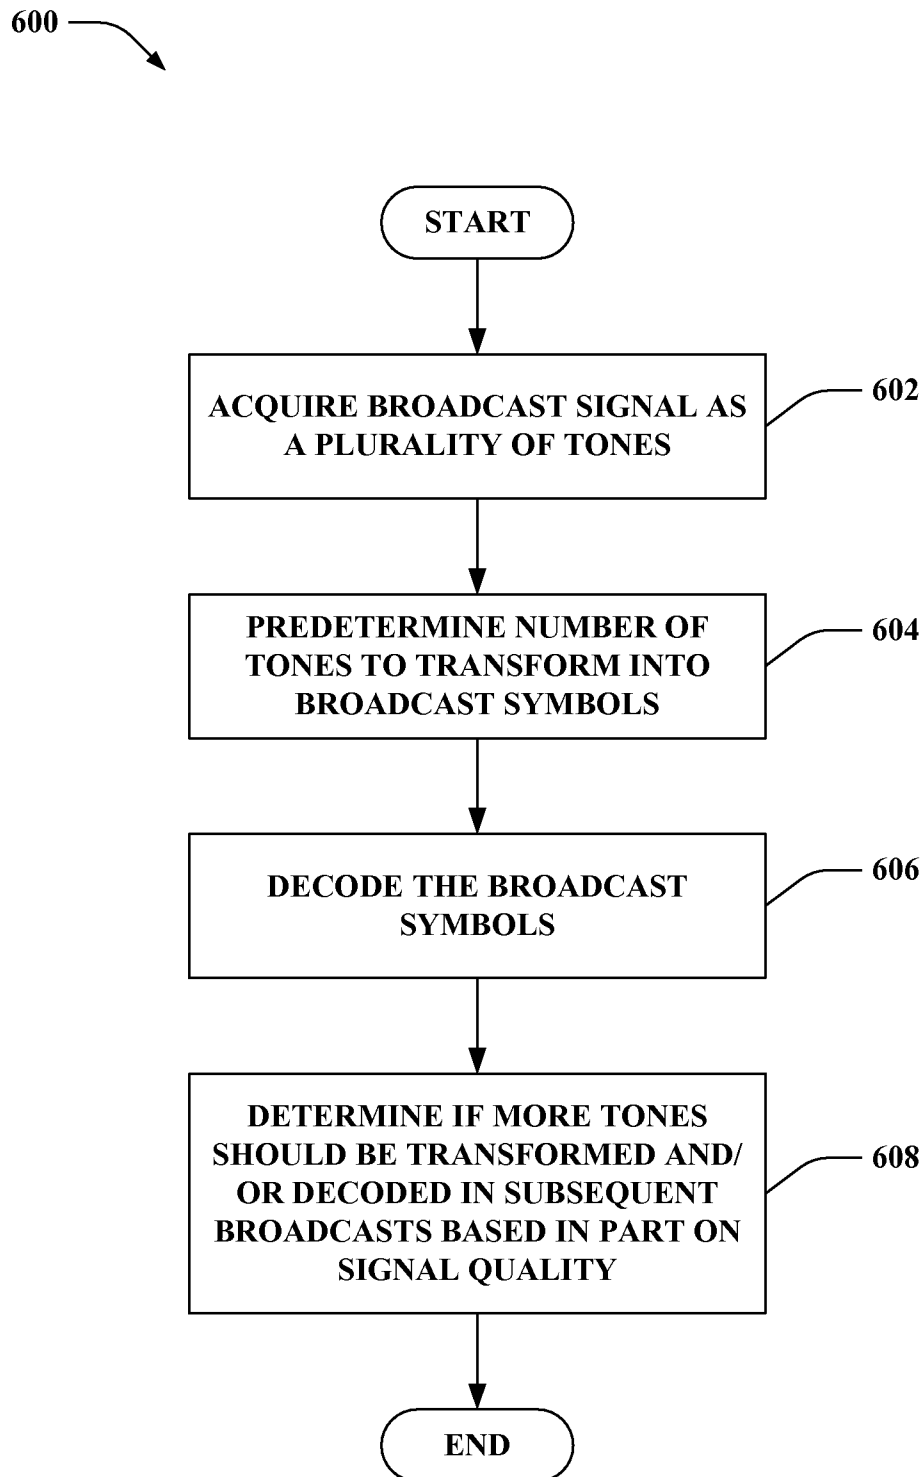 600
START
ACQUIRE BROADCAST SIGNAL AS
A PLURALITY OF TONES
602
PREDETERMINE NUMBER OF
TONES TO TRANSFORM INTO
BROADCAST SYMBOLS
604
DECODE THE BROADCAST
SYMBOLS
606
DETERMINE IF MORE TONES
SHOULD BE TRANSFORMED AND/
OR DECODED IN SUBSEQUENT
BROADCASTS BASED IN PART ON
SIGNAL QUALITY
608
END